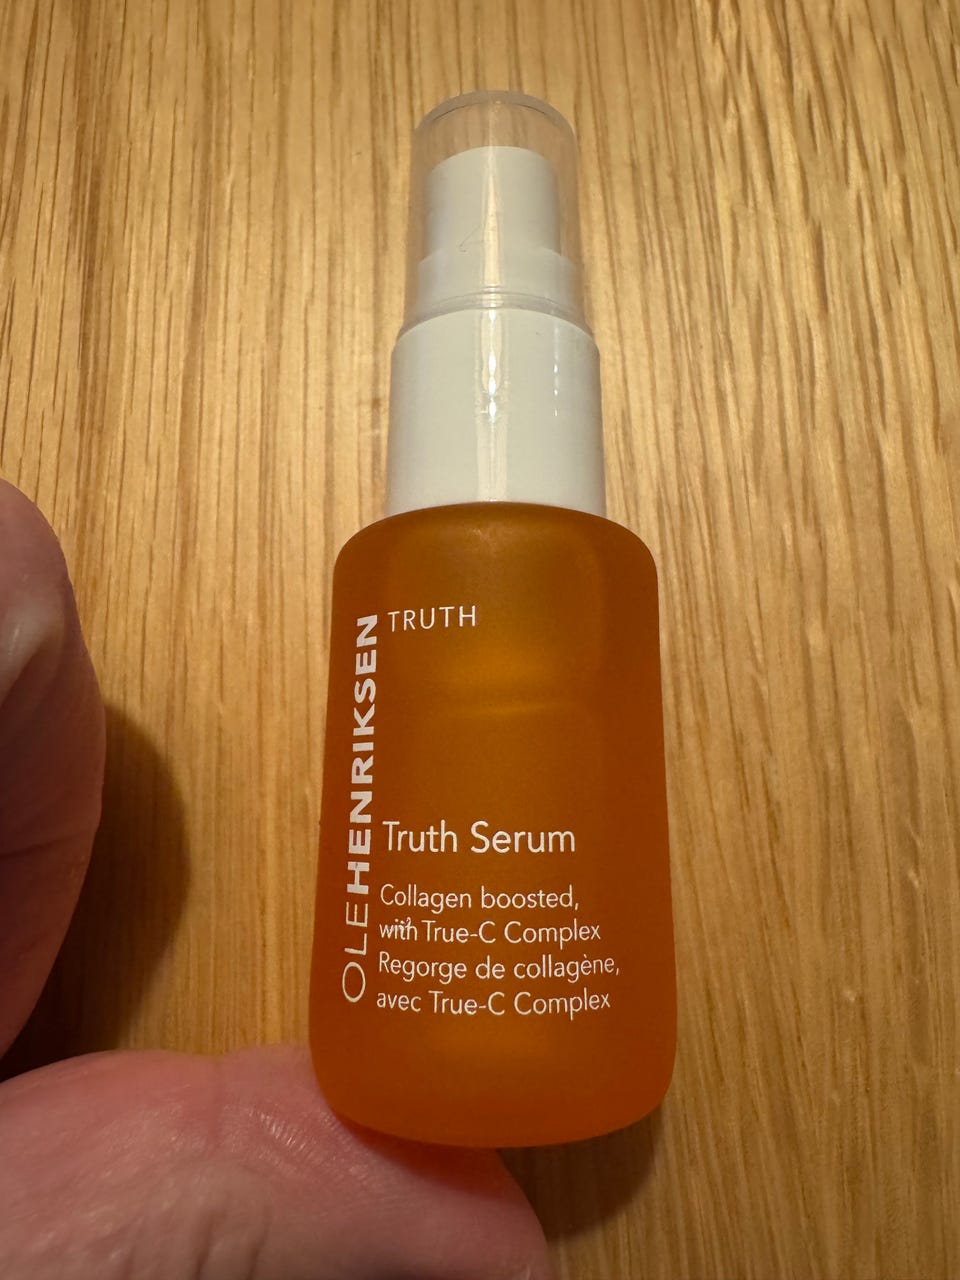 OLEHENRIKSEN
TRUTH
Truth Serum
Collagen boosted,
with True-C Complex
Regorge de collagène,
avec True-C Complex